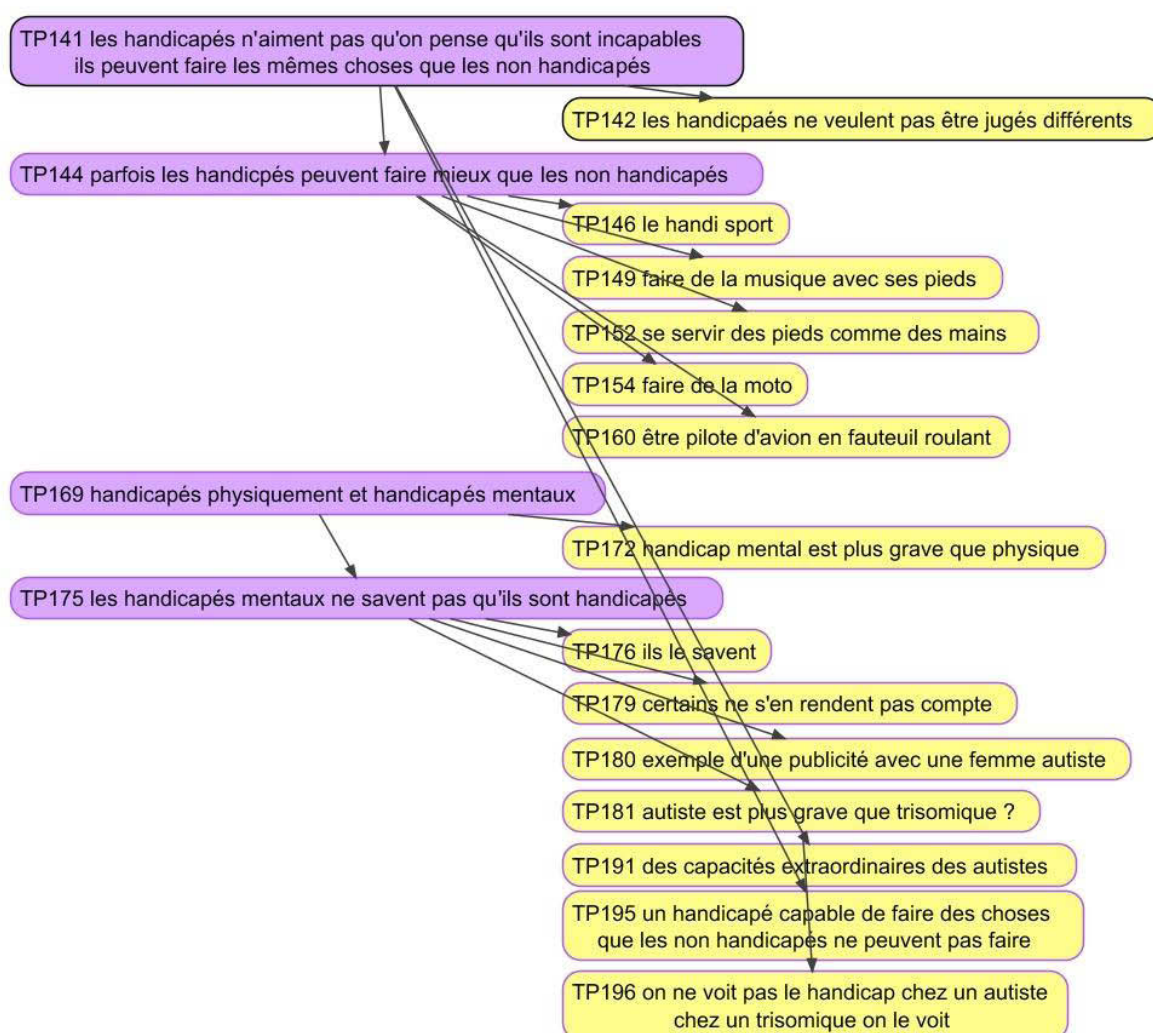 TP141 les handicapés n'aiment pas qu'on pense qu'ils sont incapables
ils peuvent faire les mêmes choses que les non handicapés
TP142 les handicpaés ne veulent pas être jugés différents
TP144 parfois les handicpés peuvent faire mieux que les non handicapés
TP146 le handi sport
TP149 faire de la musique avec ses pieds
TP152 se servir des pieds comme des mains
TP154 faire de la moto
TP160 être pilote d'avion en fauteuil roulant
TP169 handicapés physiquement et handicapés mentaux
TP172 handicap mental est plus grave que physique
TP175 les handicapés mentaux ne savent pas qu'ils sont handicapés
TP176 ils le savent
TP179 certains ne s'en rendent pas compte
TP180 exemple d'une publicité avec une femme autiste
TP181 autiste est plus grave que trisomique ?
TP191 des capacités extraordinaires des autistes
TP195 un handicapé capable de faire des choses
que les non handicapés ne peuvent pas faire
TP196 on ne voit pas le handicap chez un autiste
chez un trisomique on le voit